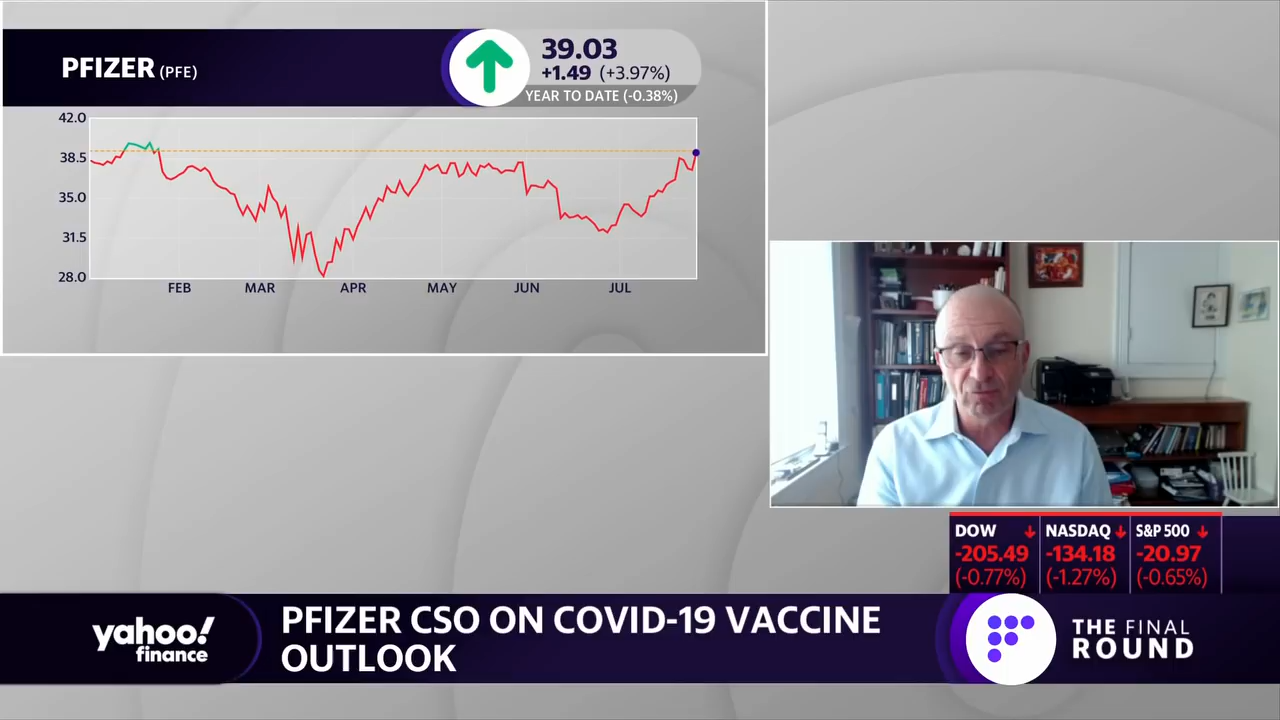 PFIZER (PFE)
39.03
+1.49 (+3.97%)
YEAR TO DATE (-0.38%)
42.0
38.5
35.0
31.5
28.0
FEB MAR APR MAY JUN JUL
DOW NASDAQ S&P 500
-205.49 -134.18 -20.97
(-0.77%) (-1.27%) (-0.65%)
yahoo!
finance
PFIZER CSO ON COVID-19 VACCINE
OUTLOOK
THE FINAL
ROUND